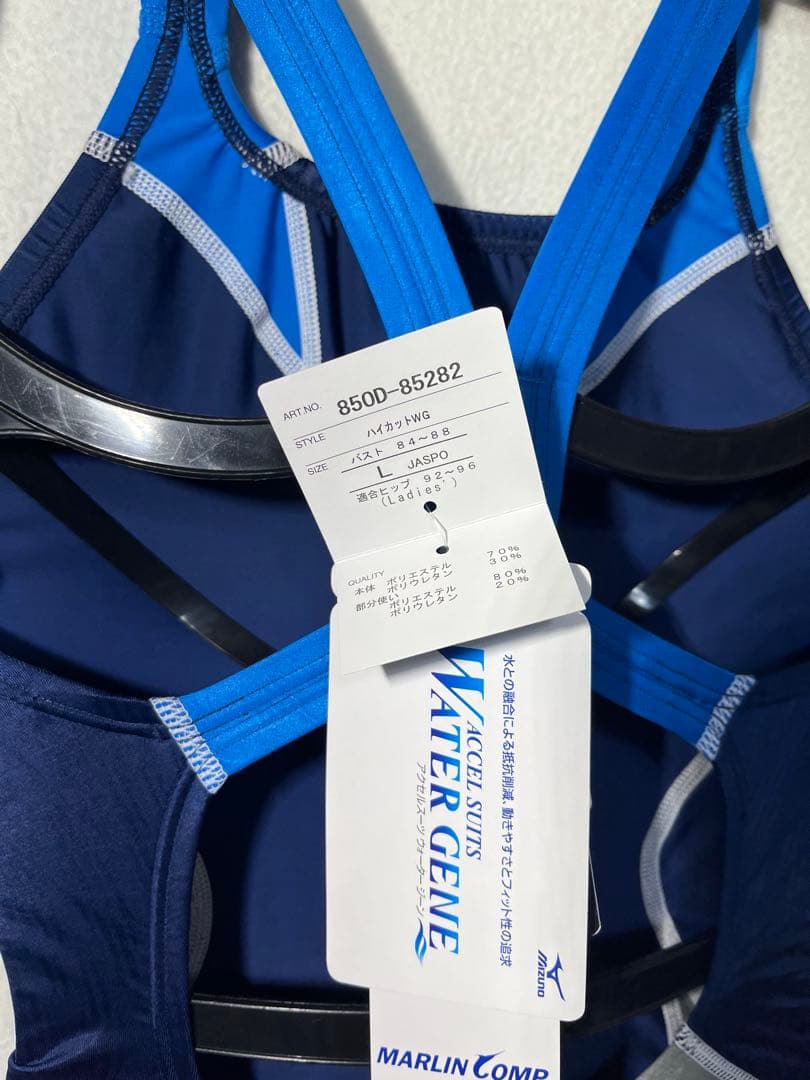 ART.NO. 850D-85282
STYLE ハイカットWG
SIZE バスト 84～88
L JASPO
適合ヒップ 92～96
(Ladies')
QUALITY
本体 ポリエステル 70%
ポリウレタン 30%
部分使い ポリエステル 80%
ポリウレタン 20%
水との融合による抵抗削減、動きやすさとフィット性の追求
ACCEL SUITS
WATER GENE
アクセルスーツ ウォータージーン
MIZUNO
MARLIN COMP